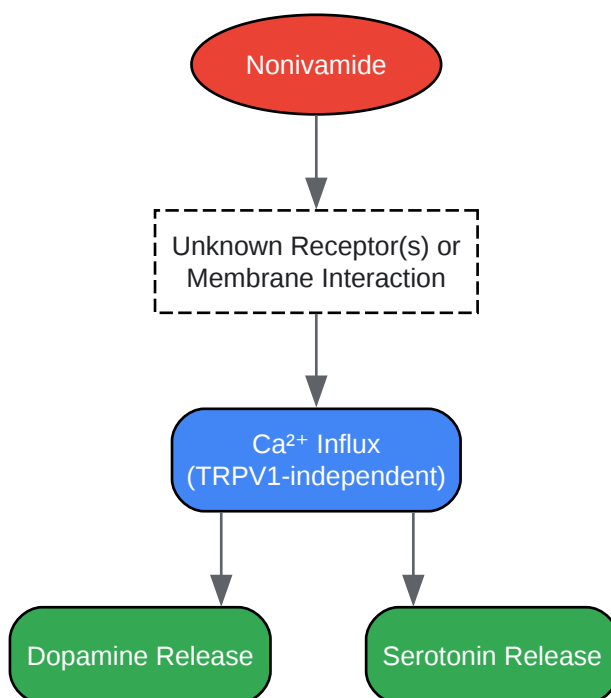 Nonivamide
Unknown Receptor(s) or
Membrane Interaction
Ca²⁺ Influx
(TRPV1-independent)
Dopamine Release
Serotonin Release